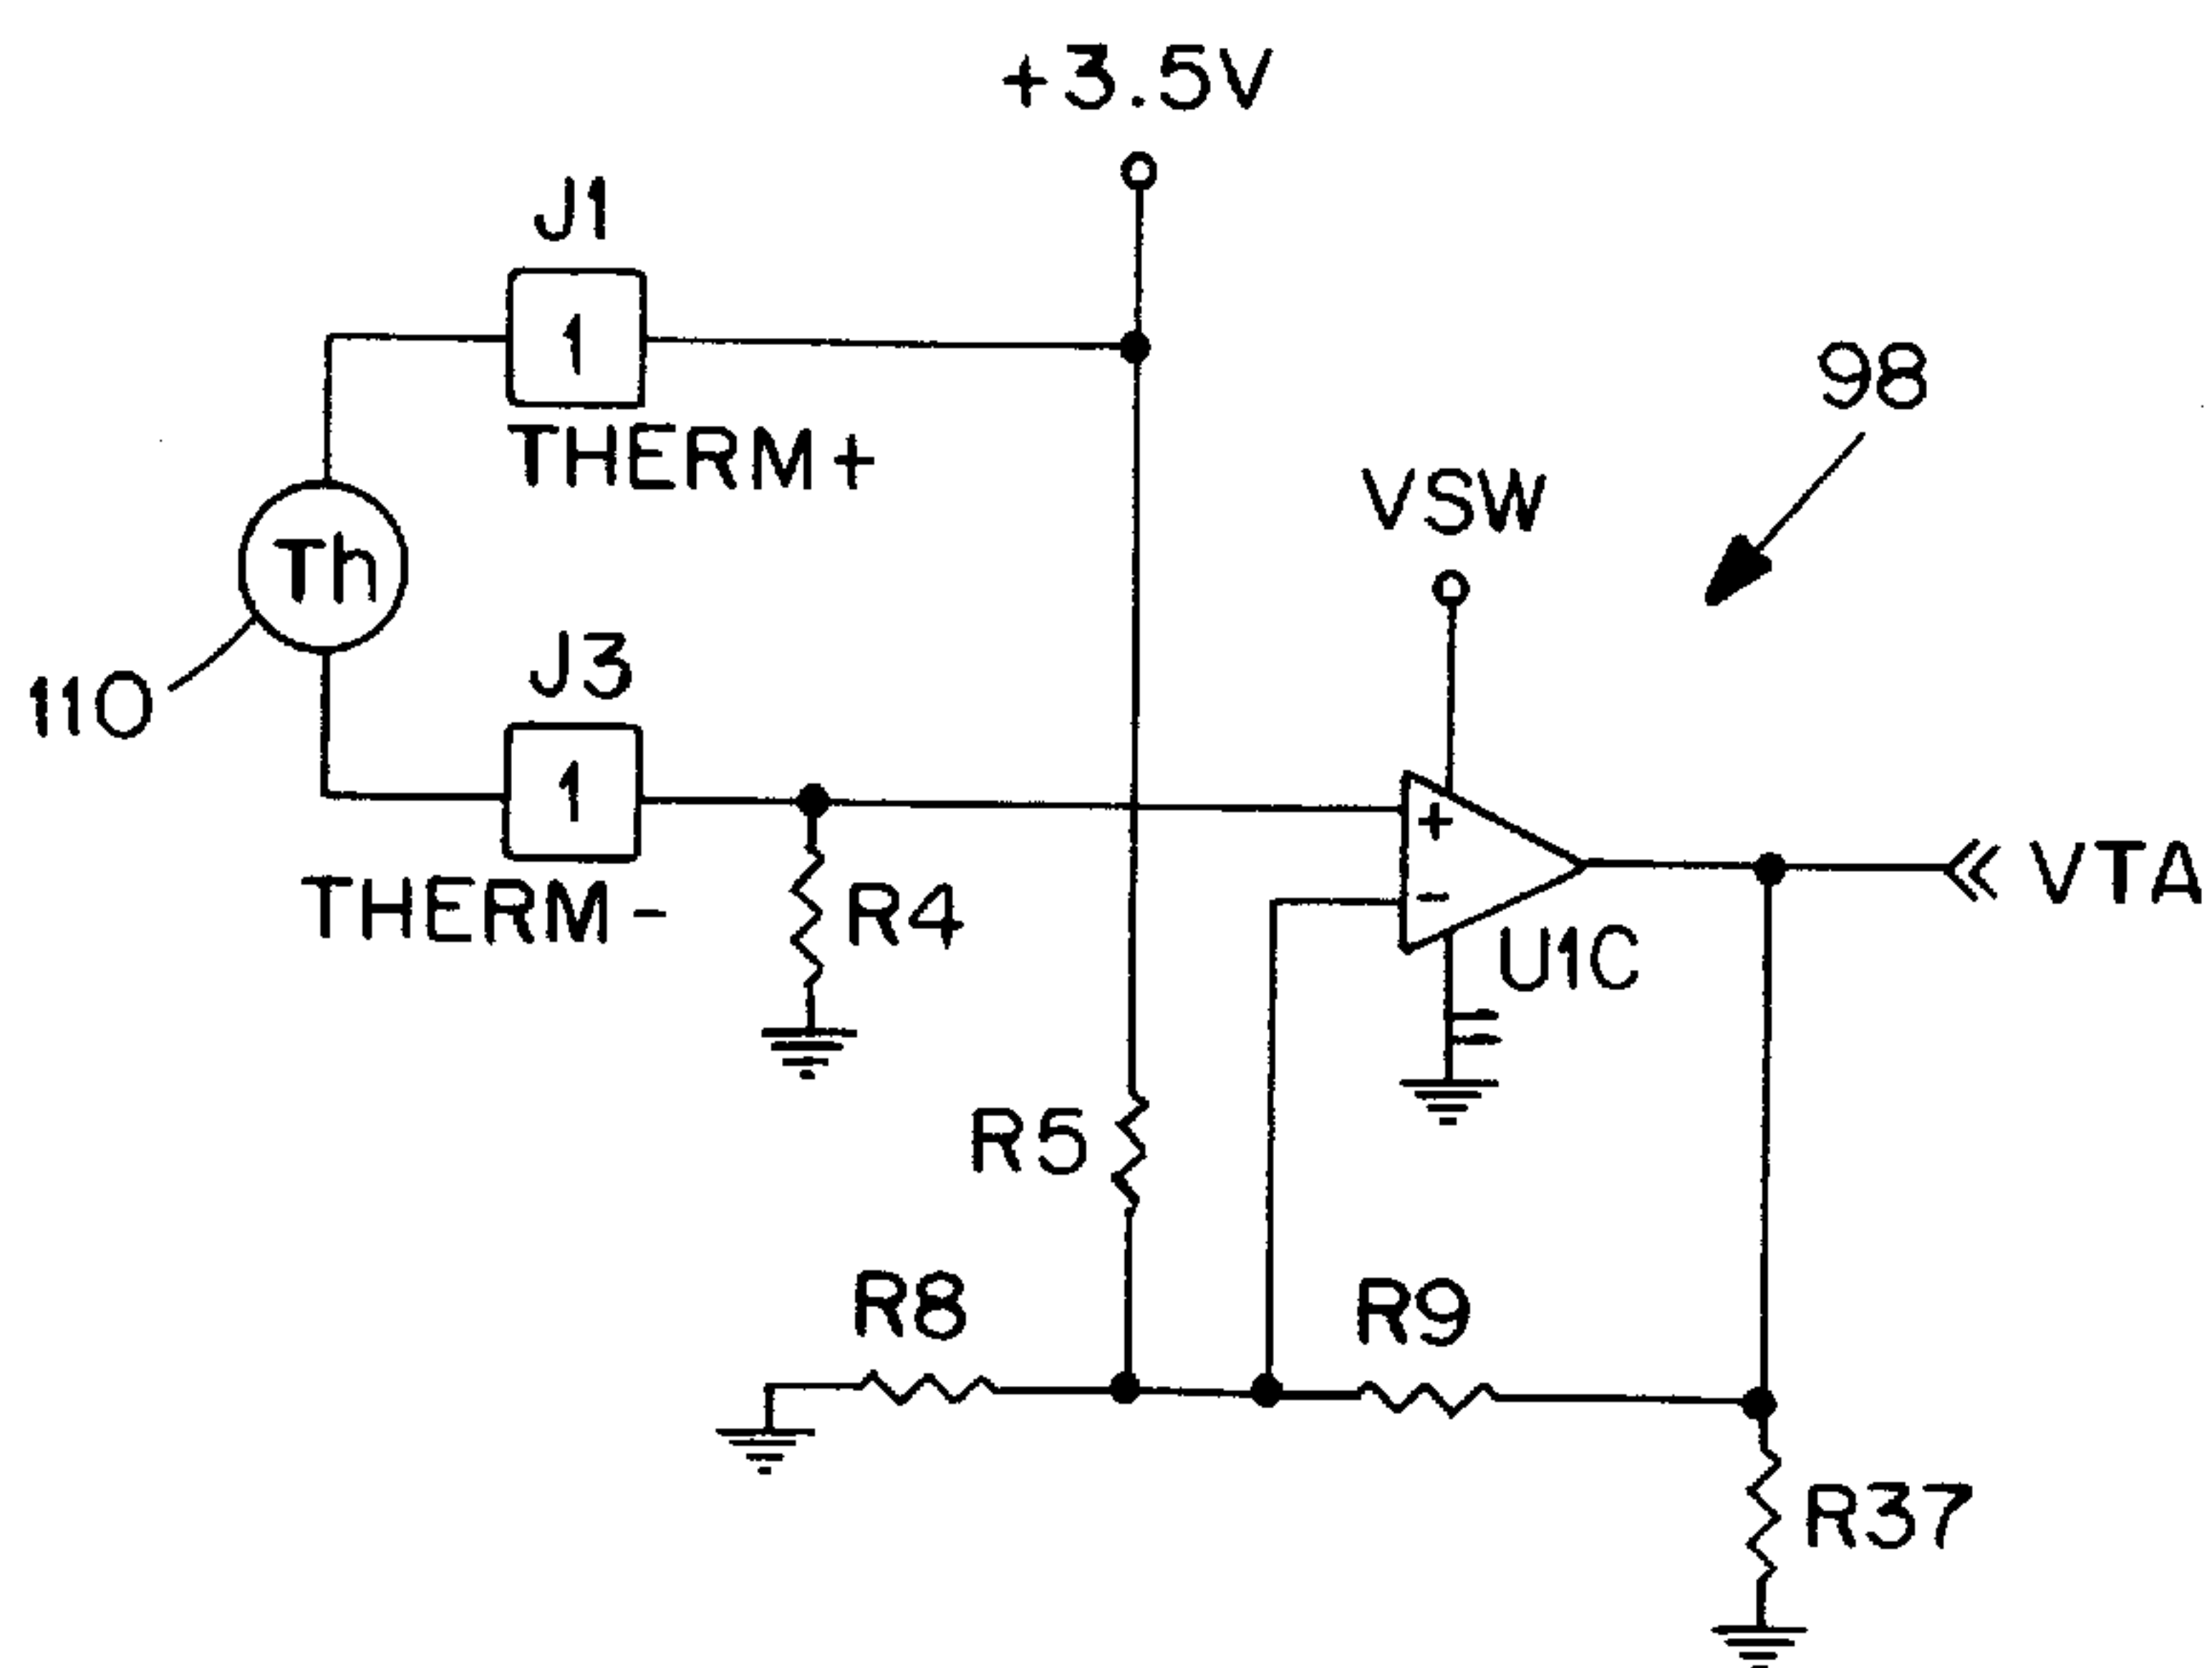 +3.5V
J1
1
THERM+
98
VSW
Th
110
J3
1
THERM-
R4
+
-
U1C
VTA
R5
R8
R9
R37